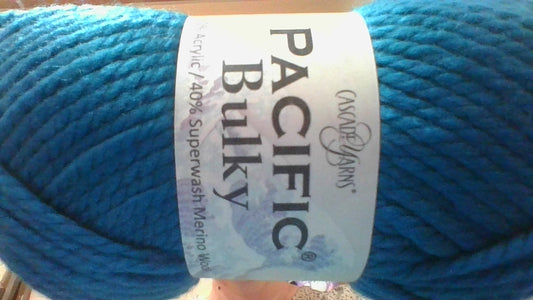 CASCADE YARNS®
PACIFIC®
Bulky
% Acrylic / 40% Superwash Merino Wool